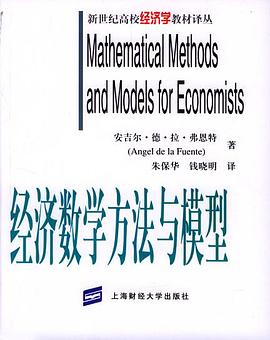 新世纪高校经济学教材译丛
Mathematical Methods
and Models for Economists
安吉尔·德·拉·弗恩特
(Angel de la Fuente)
著
朱保华 钱晓明 译
经济数学方法与模型
上海财经大学出版社